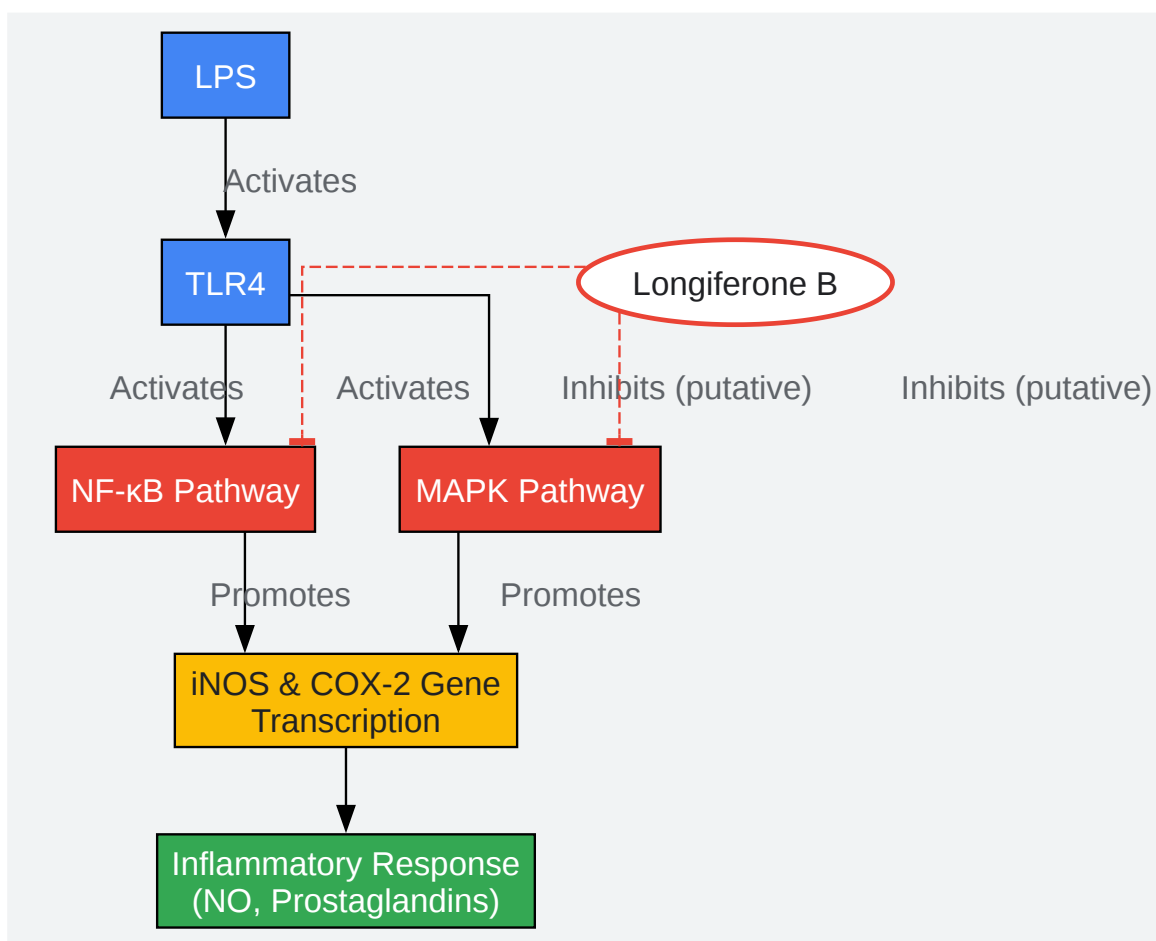 LPS
Activates
TLR4
Longiferone B
Activates
Activates
Inhibits (putative)
Inhibits (putative)
NF-κB Pathway
MAPK Pathway
Promotes
Promotes
iNOS & COX-2 Gene
Transcription
Inflammatory Response
(NO, Prostaglandins)